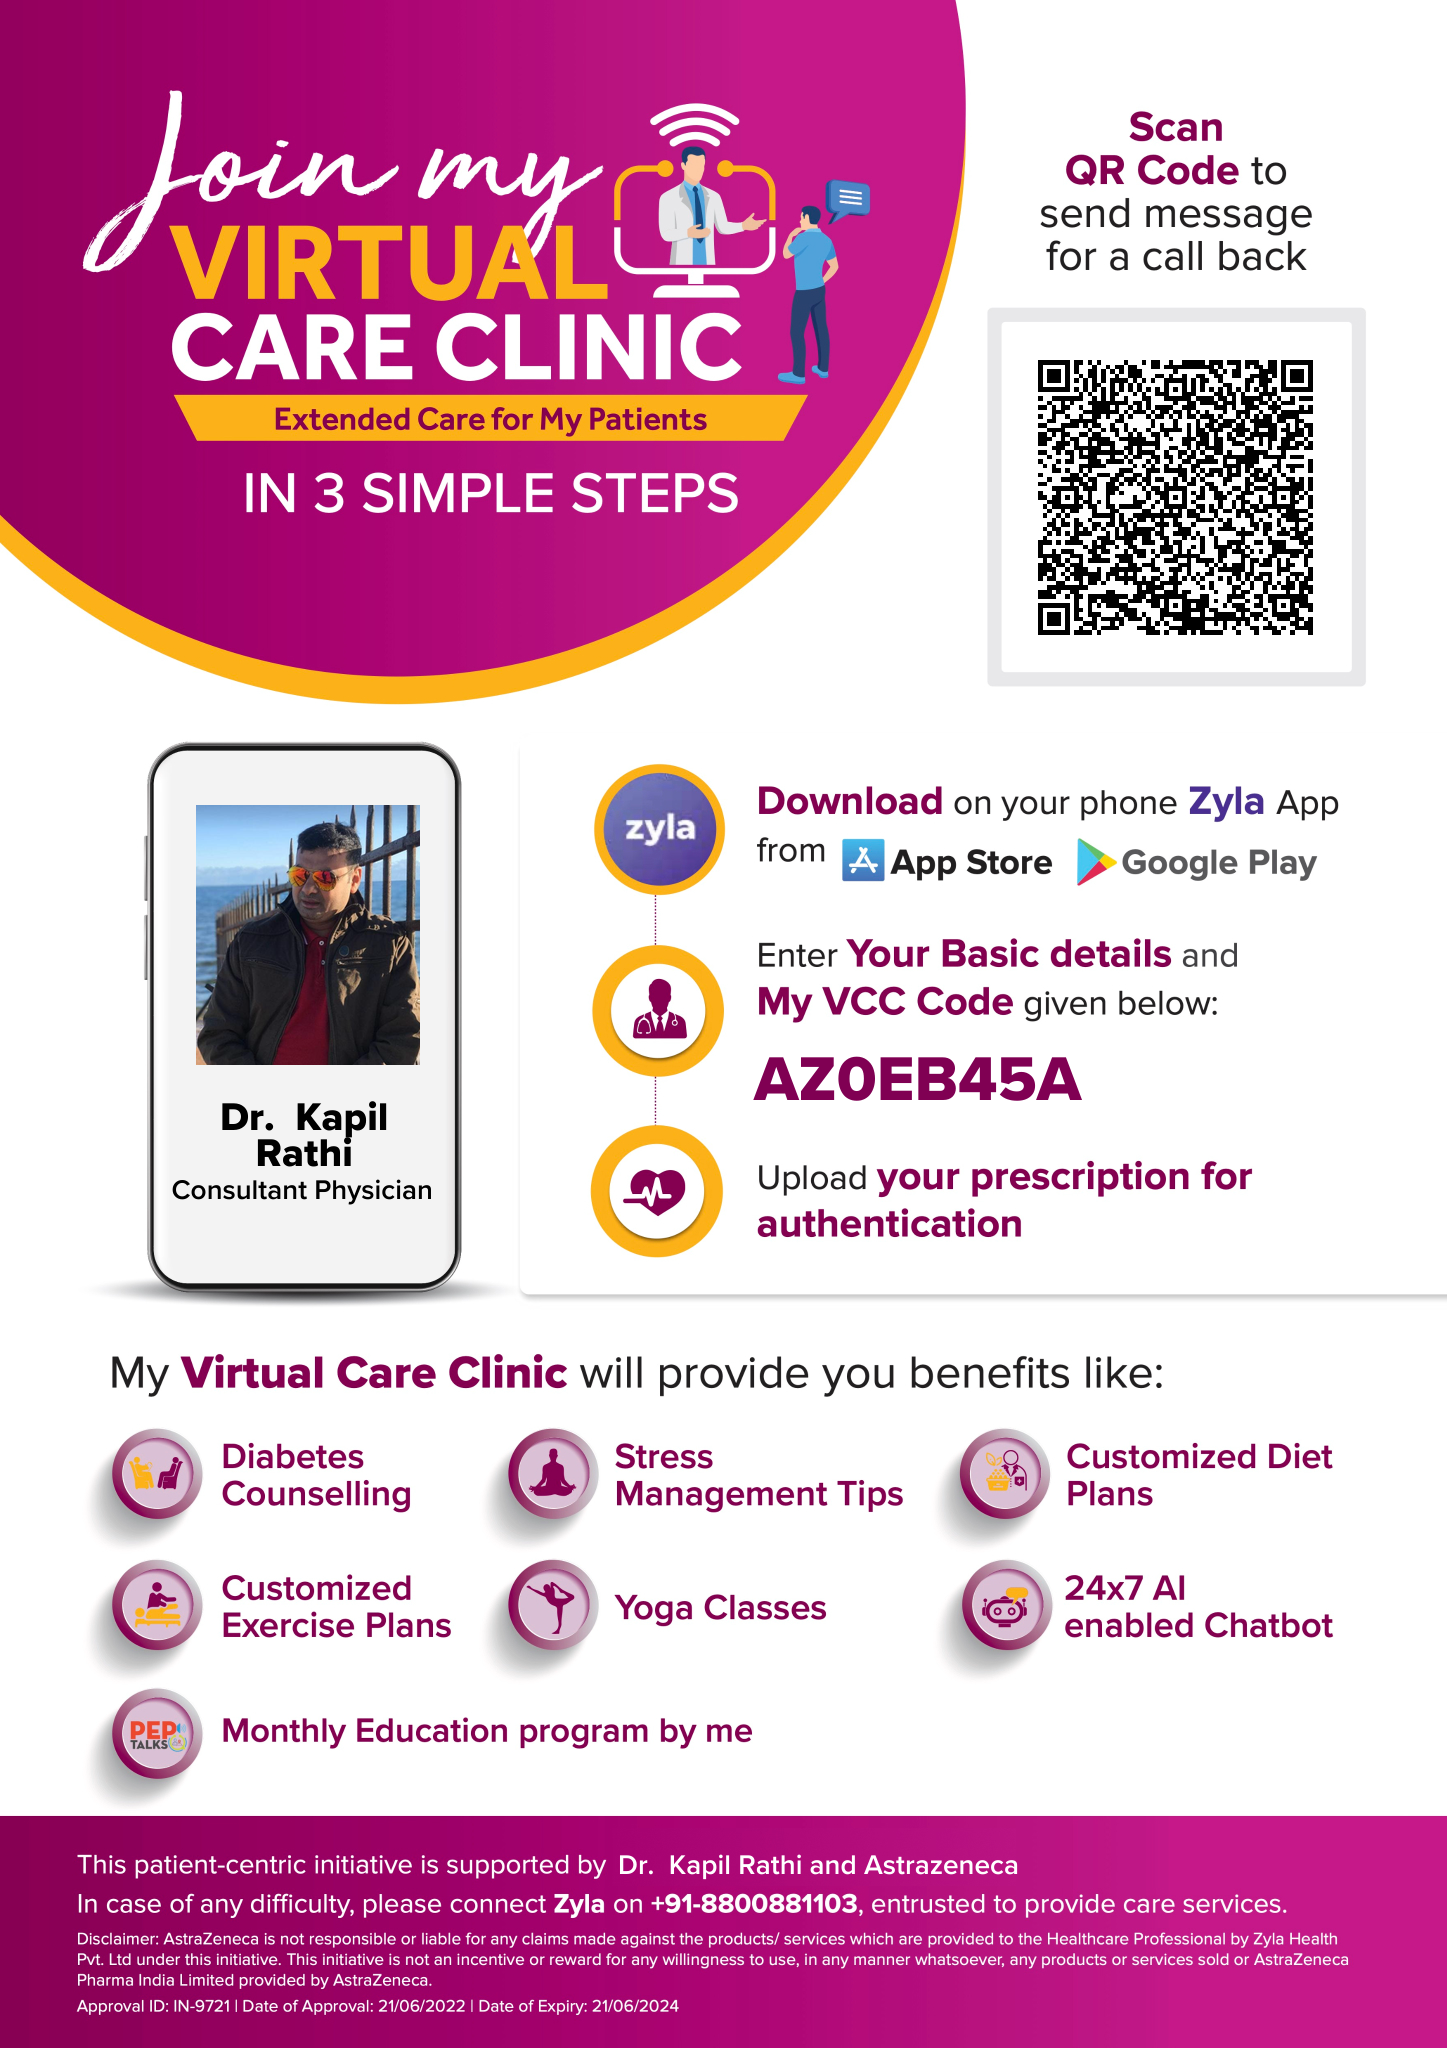 Join my
VIRTUAL
CARE CLINIC
Extended Care for My Patients
IN 3 SIMPLE STEPS
Scan
QR Code to
send message
for a call back
Dr. Kapil
Rathi
Consultant Physician
zyla
Download on your phone Zyla App
from App Store Google Play
Enter Your Basic details and
My VCC Code given below:
AZ0EB45A
Upload your prescription for
authentication
My Virtual Care Clinic will provide you benefits like:
Diabetes
Counselling
Stress
Management Tips
Customized Diet
Plans
Customized
Exercise Plans
Yoga Classes
24x7 AI
enabled Chatbot
PEP
TALKS
Monthly Education program by me
This patient-centric initiative is supported by Dr. Kapil Rathi and Astrazeneca
In case of any difficulty, please connect Zyla on +91-8800881103, entrusted to provide care services.
Disclaimer: AstraZeneca is not responsible or liable for any claims made against the products/ services which are provided to the Healthcare Professional by Zyla Health
Pvt. Ltd under this initiative. This initiative is not an incentive or reward for any willingness to use, in any manner whatsoever, any products or services sold or AstraZeneca
Pharma India Limited provided by AstraZeneca.
Approval ID: IN-9721 | Date of Approval: 21/06/2022 | Date of Expiry: 21/06/2024